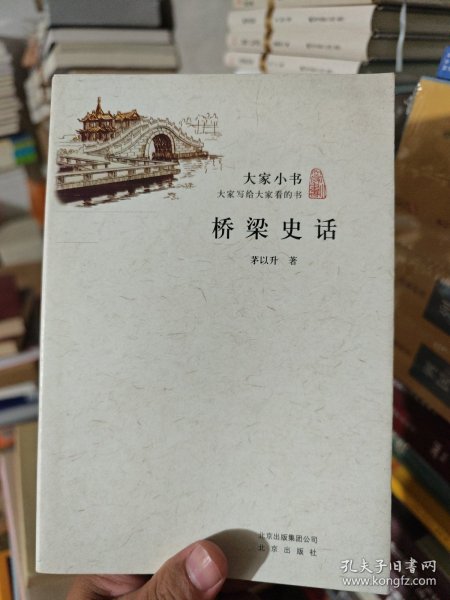 大家小书
大家写给大家看的书
桥梁史话
茅以升 著
北京出版集团公司
北京出版社
孔夫子旧书网
www.kongfz.com